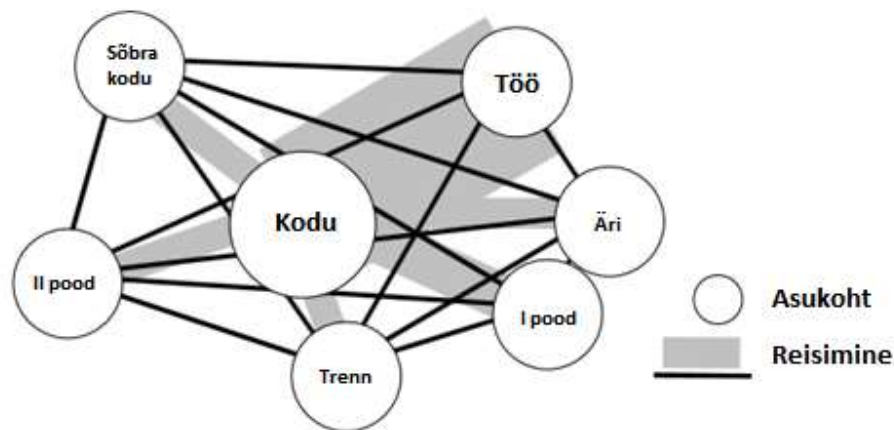 Sõbra
kodu
Töö
Kodu
Äri
II pood
I pood
Trenn
Asukoht
Reisimine